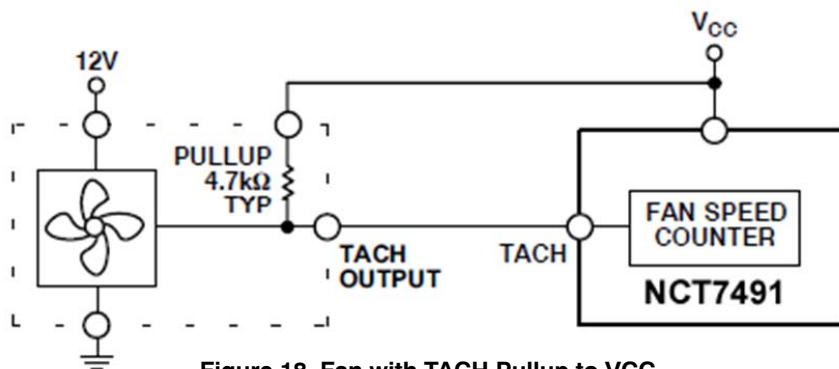 V_CC
12V
PULLUP
4.7kΩ
TYP
TACH
OUTPUT
TACH
FAN SPEED
COUNTER
NCT7491
Figure 18. Fan with TACH Pullup to VCC